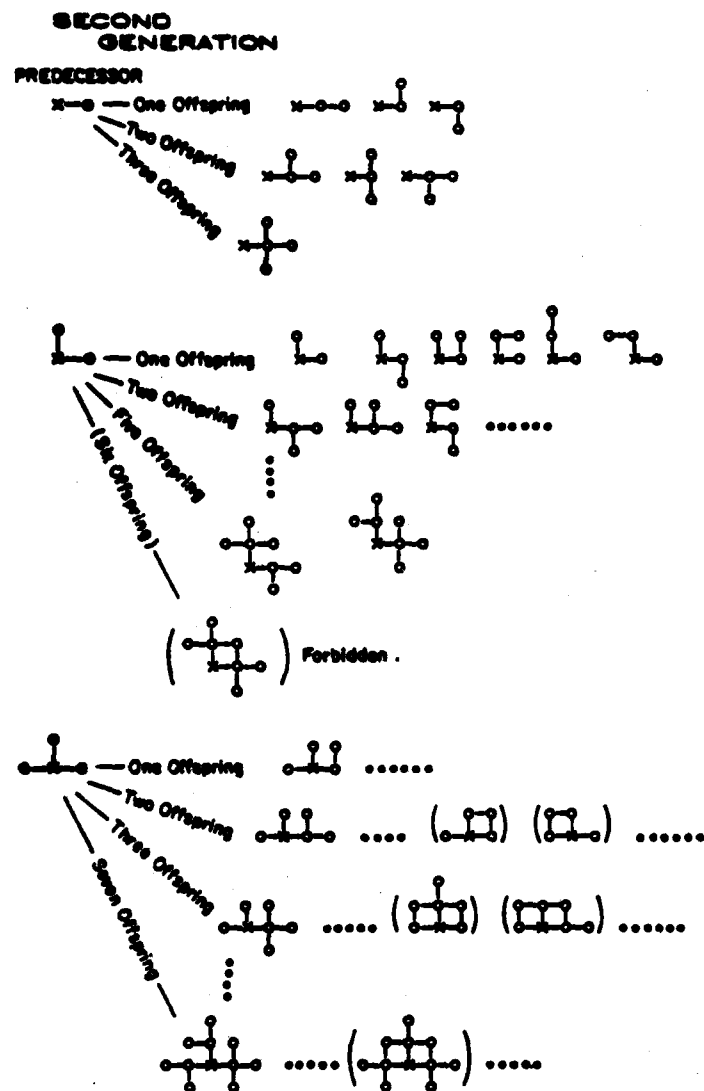 SECOND
GENERATION
PREDECESSOR
One Offspring
Two Offspring
Three Offspring
One Offspring
Two Offspring
Five Offspring
(Six Offspring)
Forbidden.
One Offspring
Two Offspring
Three Offspring
Seven Offspring